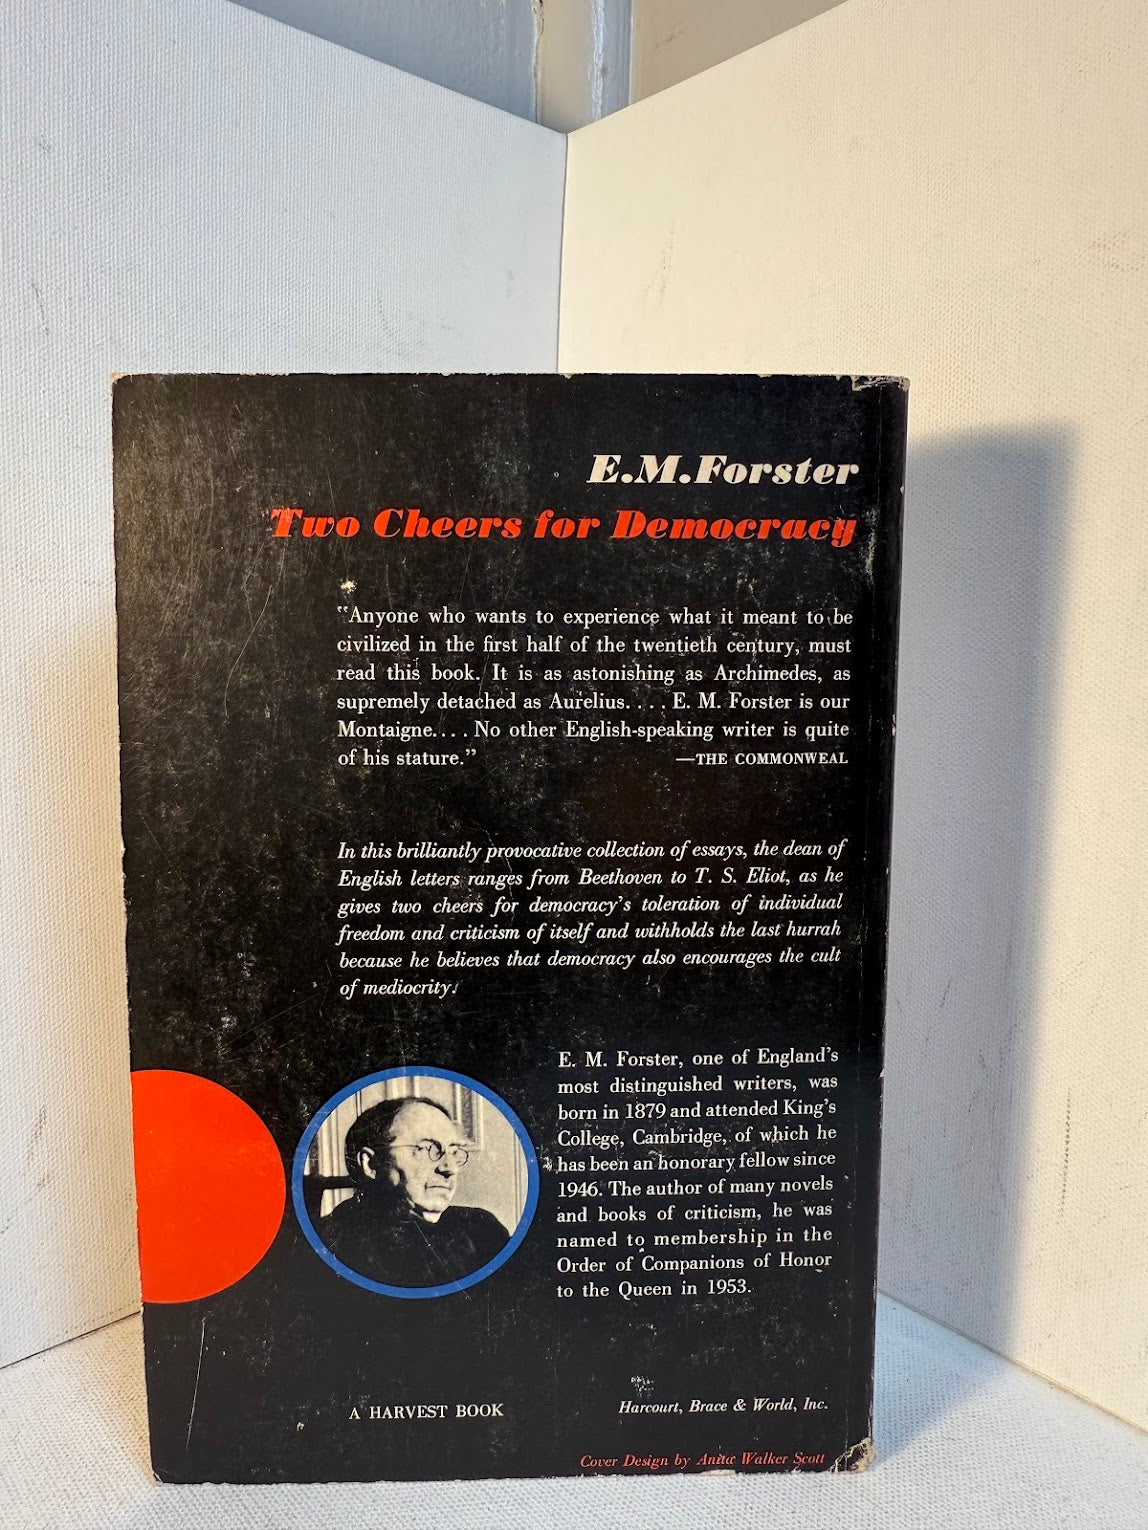 E.M.Forster
Two Cheers for Democracy
"Anyone who wants to experience what it meant to be
civilized in the first half of the twentieth century, must
read this book. It is as astonishing as Archimedes, as
supremely detached as Aurelius. . . . E. M. Forster is our
Montaigne. . . . No other English-speaking writer is quite
of his stature." —THE COMMONWEAL
In this brilliantly provocative collection of essays, the dean of
English letters ranges from Beethoven to T. S. Eliot, as he
gives two cheers for democracy's toleration of individual
freedom and criticism of itself and withholds the last hurrah
because he believes that democracy also encourages the cult
of mediocrity.
E. M. Forster, one of England's
most distinguished writers, was
born in 1879 and attended King's
College, Cambridge, of which he
has been an honorary fellow since
1946. The author of many novels
and books of criticism, he was
named to membership in the
Order of Companions of Honor
to the Queen in 1953.
A HARVEST BOOK
Harcourt, Brace & World, Inc.
Cover Design by Anita Walker Scott